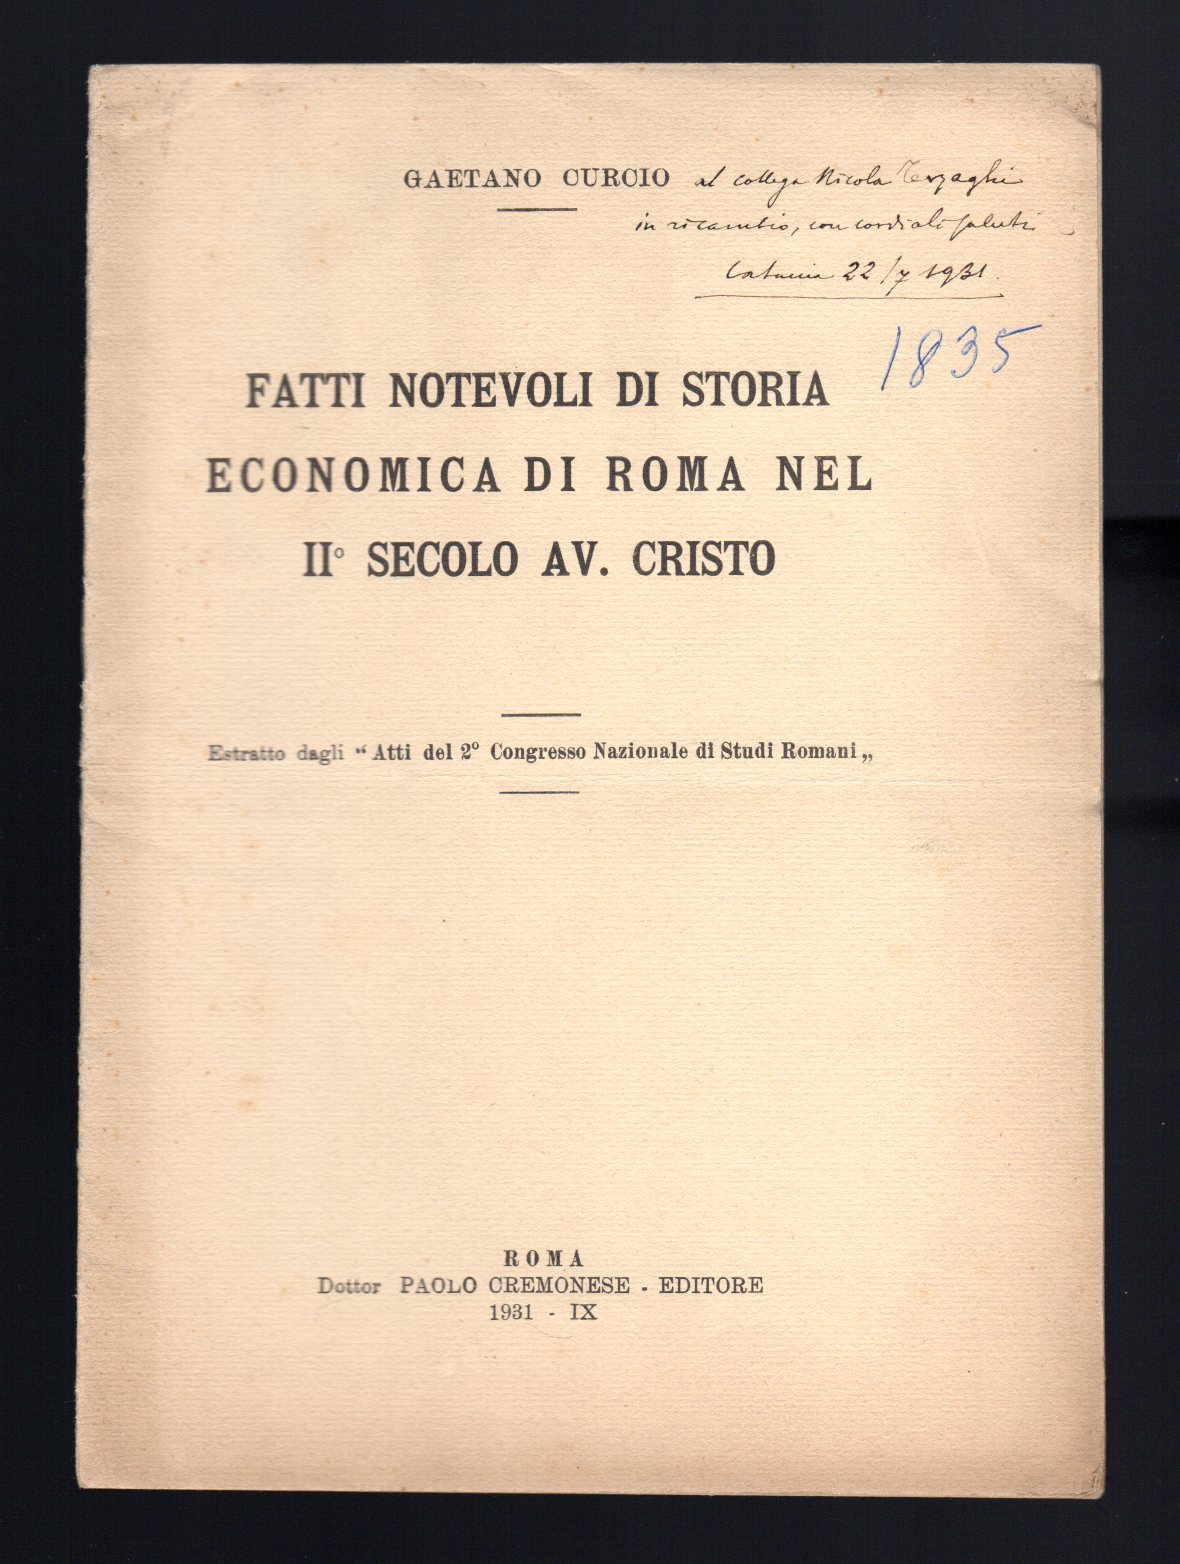 GAETANO CURCIO al collega Nicola Terzaghi
in ricambio, con cordiali saluti
Catania 22/7 1931.
1835
FATTI NOTEVOLI DI STORIA
ECONOMICA DI ROMA NEL
II° SECOLO AV. CRISTO
Estratto dagli “ Atti del 2° Congresso Nazionale di Studi Romani „
ROMA
Dottor PAOLO CREMONESE - EDITORE
1931 - IX